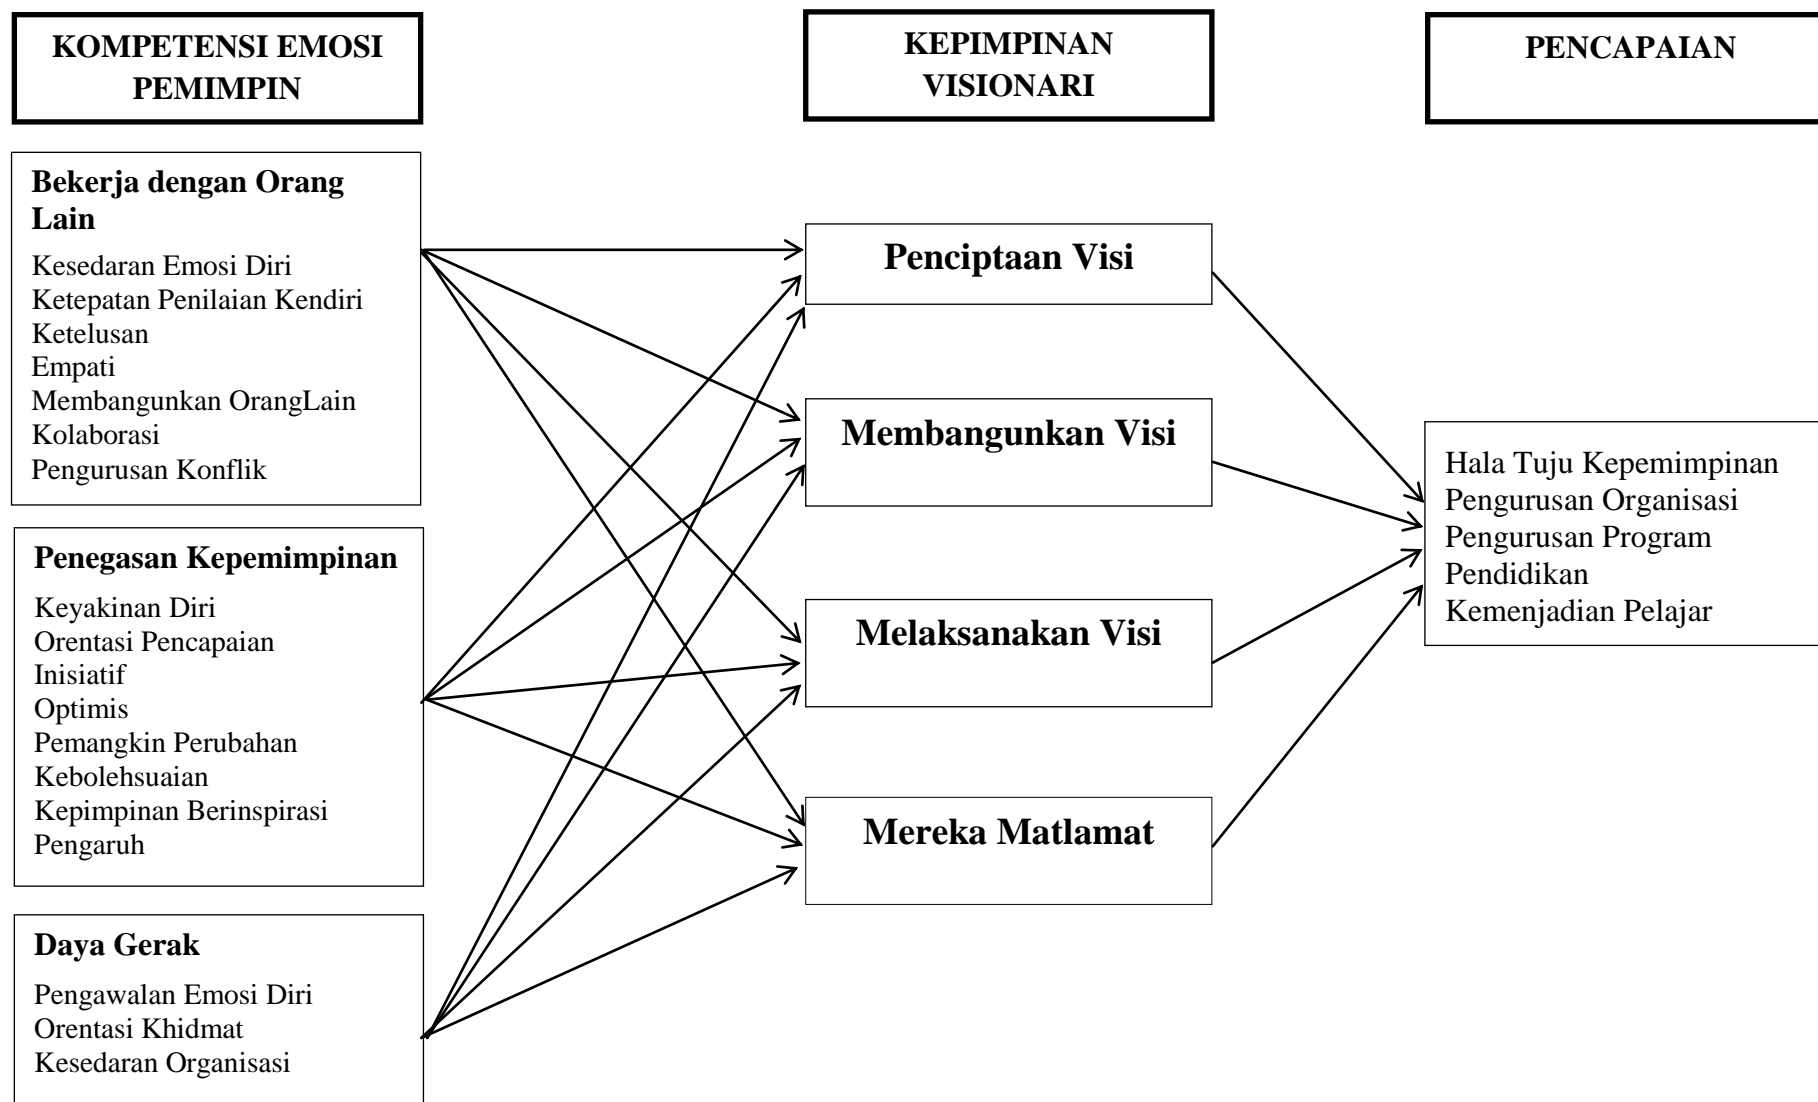 KOMPETENSI EMOSI
PEMIMPIN
KEPIMPINAN
VISIONARI
PENCAPAIAN
Bekerja dengan Orang
Lain
Kesedaran Emosi Diri
Ketepatan Penilaian Kendiri
Ketelusan
Empati
Membangunkan OrangLain
Kolaborasi
Pengurusan Konflik
Penegasan Kepemimpinan
Keyakinan Diri
Orentasi Pencapaian
Inisiatif
Optimis
Pemangkin Perubahan
Kebolehsuaian
Kepimpinan Berinspirasi
Pengaruh
Daya Gerak
Pengawalan Emosi Diri
Orentasi Khidmat
Kesedaran Organisasi
Penciptaan Visi
Membangunkan Visi
Melaksanakan Visi
Mereka Matlamat
Hala Tuju Kepemimpinan
Pengurusan Organisasi
Pengurusan Program
Pendidikan
Kemenjadian Pelajar